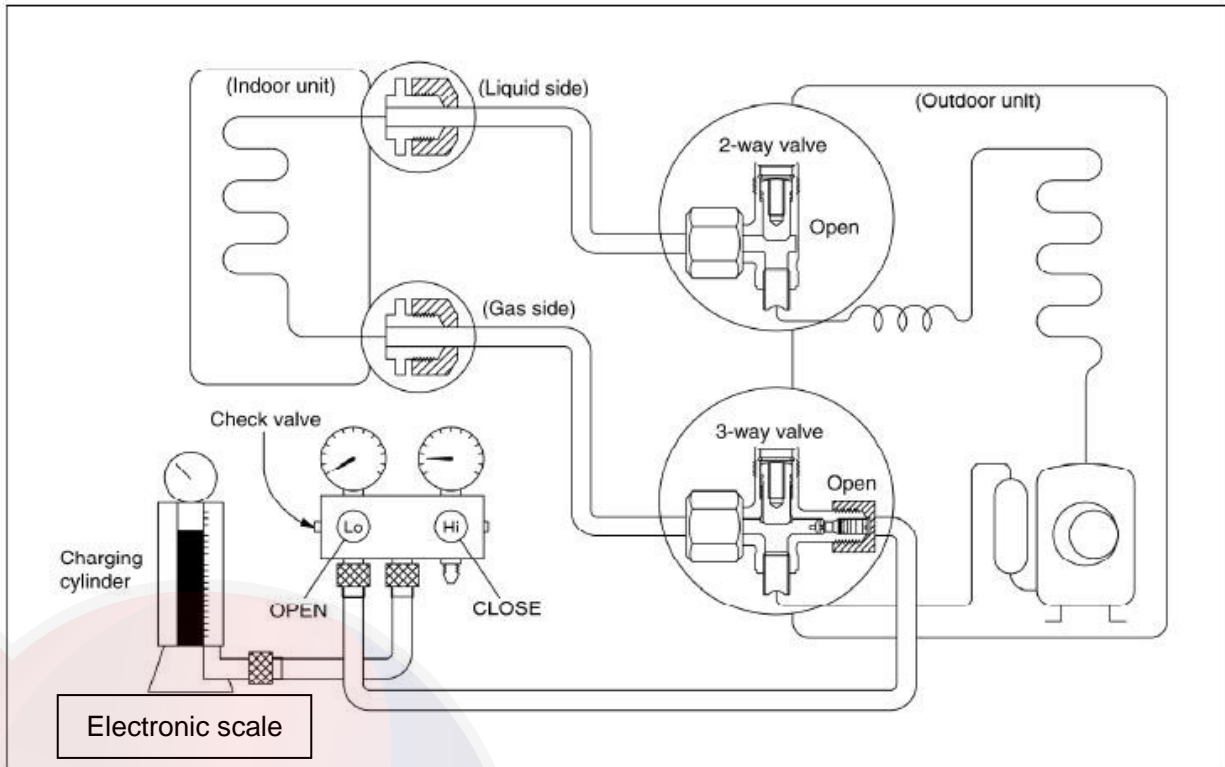 (Indoor unit)
(Liquid side)
(Outdoor unit)
2-way valve
Open
(Gas side)
Check valve
3-way valve
Open
Lo
Hi
Charging
cylinder
OPEN
CLOSE
Electronic scale